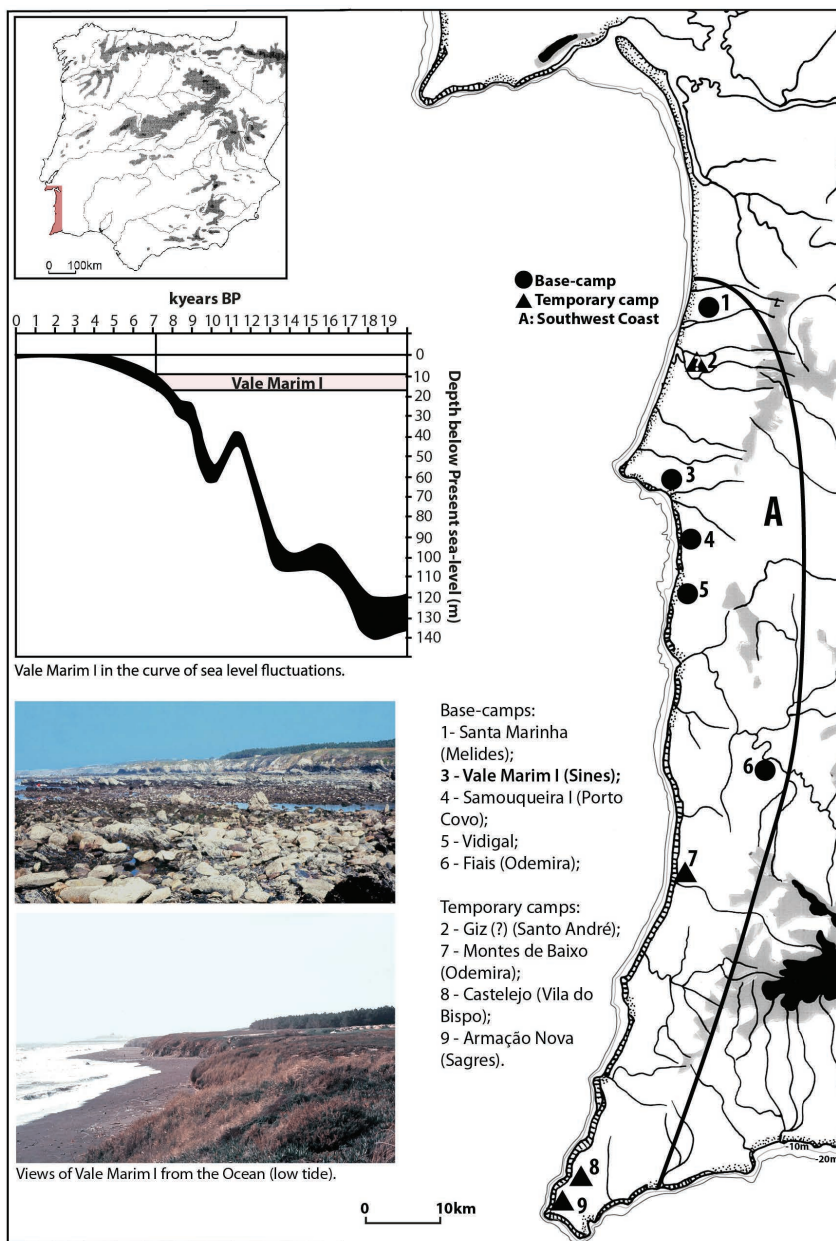 0 100km
kyears BP
0 1 2 3 4 5 6 7 8 9 10 11 12 13 14 15 16 17 18 19
Vale Marim I
0
10
20
30
40
50
60
70
80
90
100
110
120
130
140
Depth below Present sea-level (m)
Vale Marim I in the curve of sea level fluctuations.
Views of Vale Marim I from the Ocean (low tide).
Base-camp
Temporary camp
A: Southwest Coast
1
2
3
A
4
5
6
7
8
9
-10m
-20m
0 10km
Base-camps:
1- Santa Marinha
(Melides);
3 - Vale Marim I (Sines);
4 - Samouqueira I (Porto
Covo);
5 - Vidigal;
6 - Fiais (Odemira);
Temporary camps:
2 - Giz (?) (Santo André);
7 - Montes de Baixo
(Odemira);
8 - Castelejo (Vila do
Bispo);
9 - Armação Nova
(Sagres).